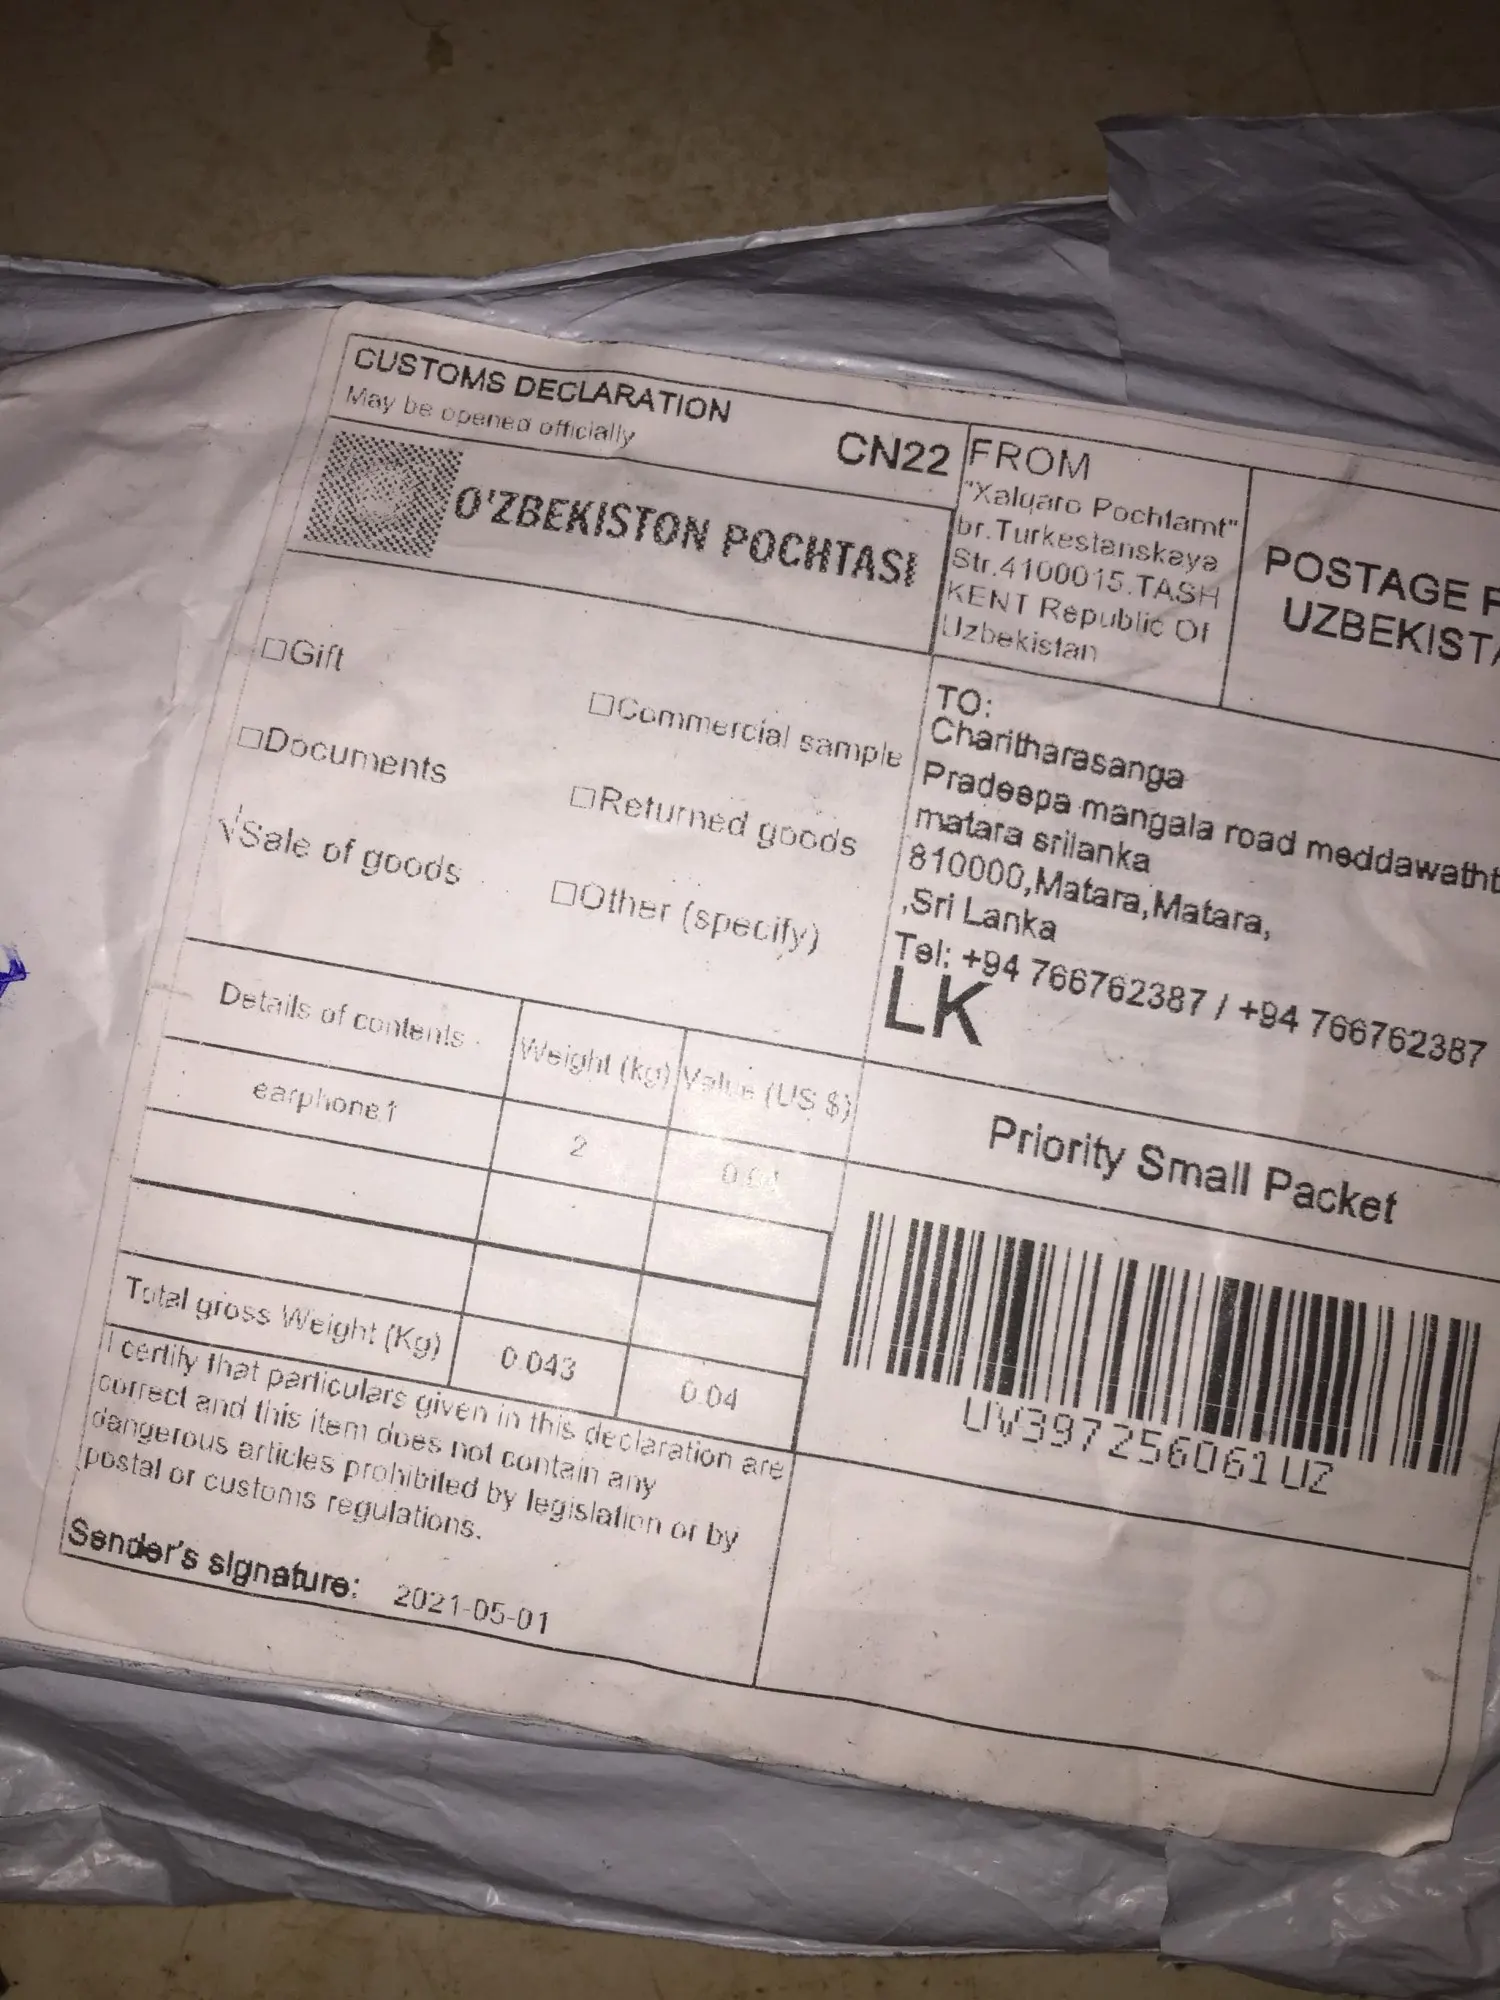 CUSTOMS DECLARATION
May be opened officially
CN22
O'ZBEKISTON POCHTASI
FROM
"Xalqaro Pochtamt"
br.Turkestanskaya
Str.4100015.TASH
KENT Republic Of
Uzbekistan
POSTAGE
UZBEKISTA
□Gift
□Commercial sample
□Documents
□Returned goods
√Sale of goods
□Other (specify)
TO:
Charitharasanga
Pradeepa mangala road meddawatht
matara srilanka
810000,Matara,Matara,
,Sri Lanka
Tel: +94 766762387 / +94 766762387
LK
Details of contents
Weight (kg)
Value (US $)
earphone1
2
0.04
Total gross Weight (Kg)
0.043
0.04
I certify that particulars given in this declaration are
correct and this item does not contain any
dangerous articles prohibited by legislation or by
postal or customs regulations.
Sender's signature: 2021-05-01
Priority Small Packet
UV397256061UZ